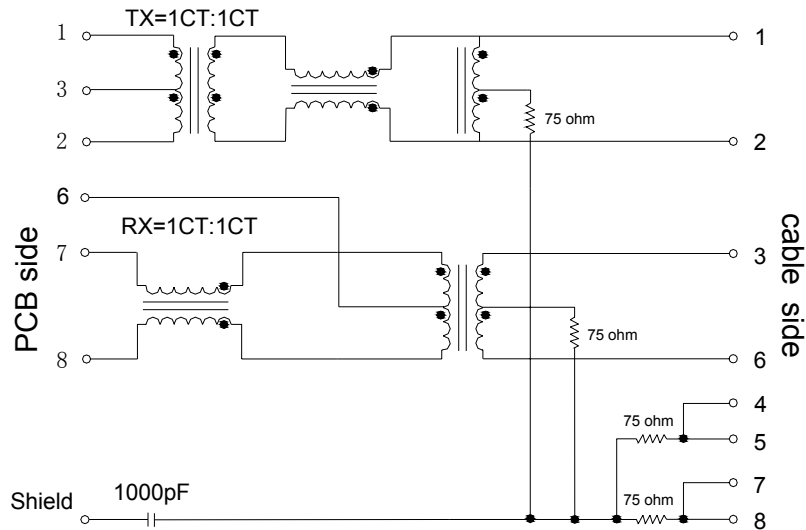 TX=1CT:1CT
1
1
3
75 ohm
2
2
6
RX=1CT:1CT
7
3
PCB side
cable side
75 ohm
8
6
4
75 ohm
5
1000pF
7
75 ohm
Shield
8